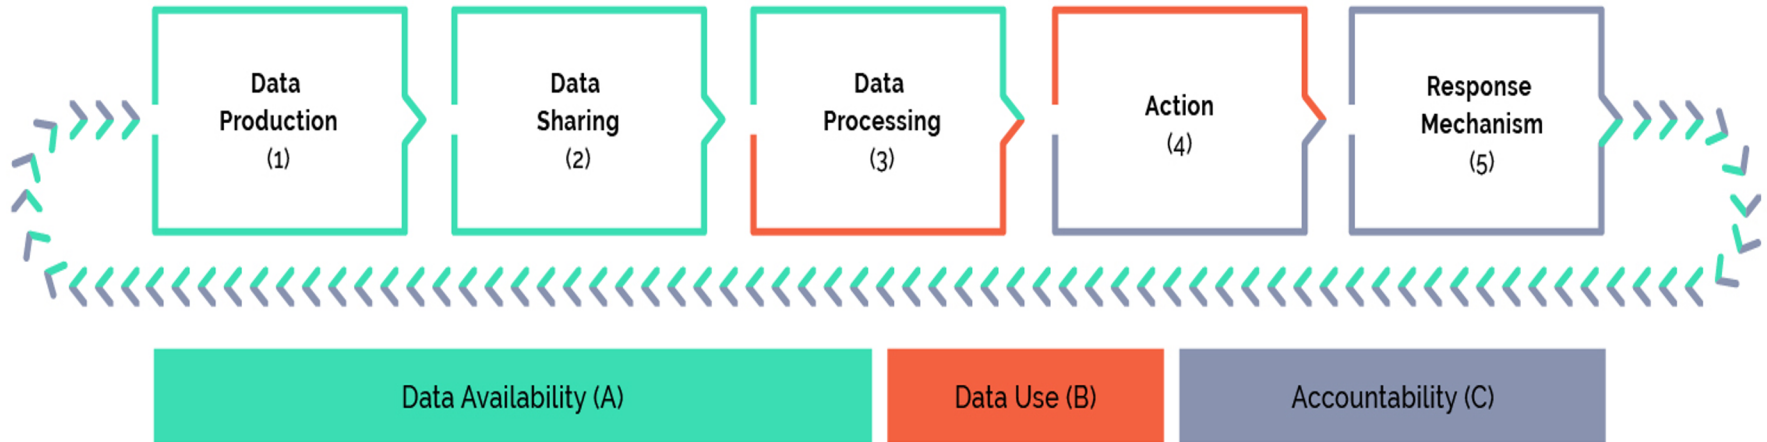 Data
Production
(1)
Data
Sharing
(2)
Data
Processing
(3)
Action
(4)
Response
Mechanism
(5)
Data Availability (A)
Data Use (B)
Accountability (C)